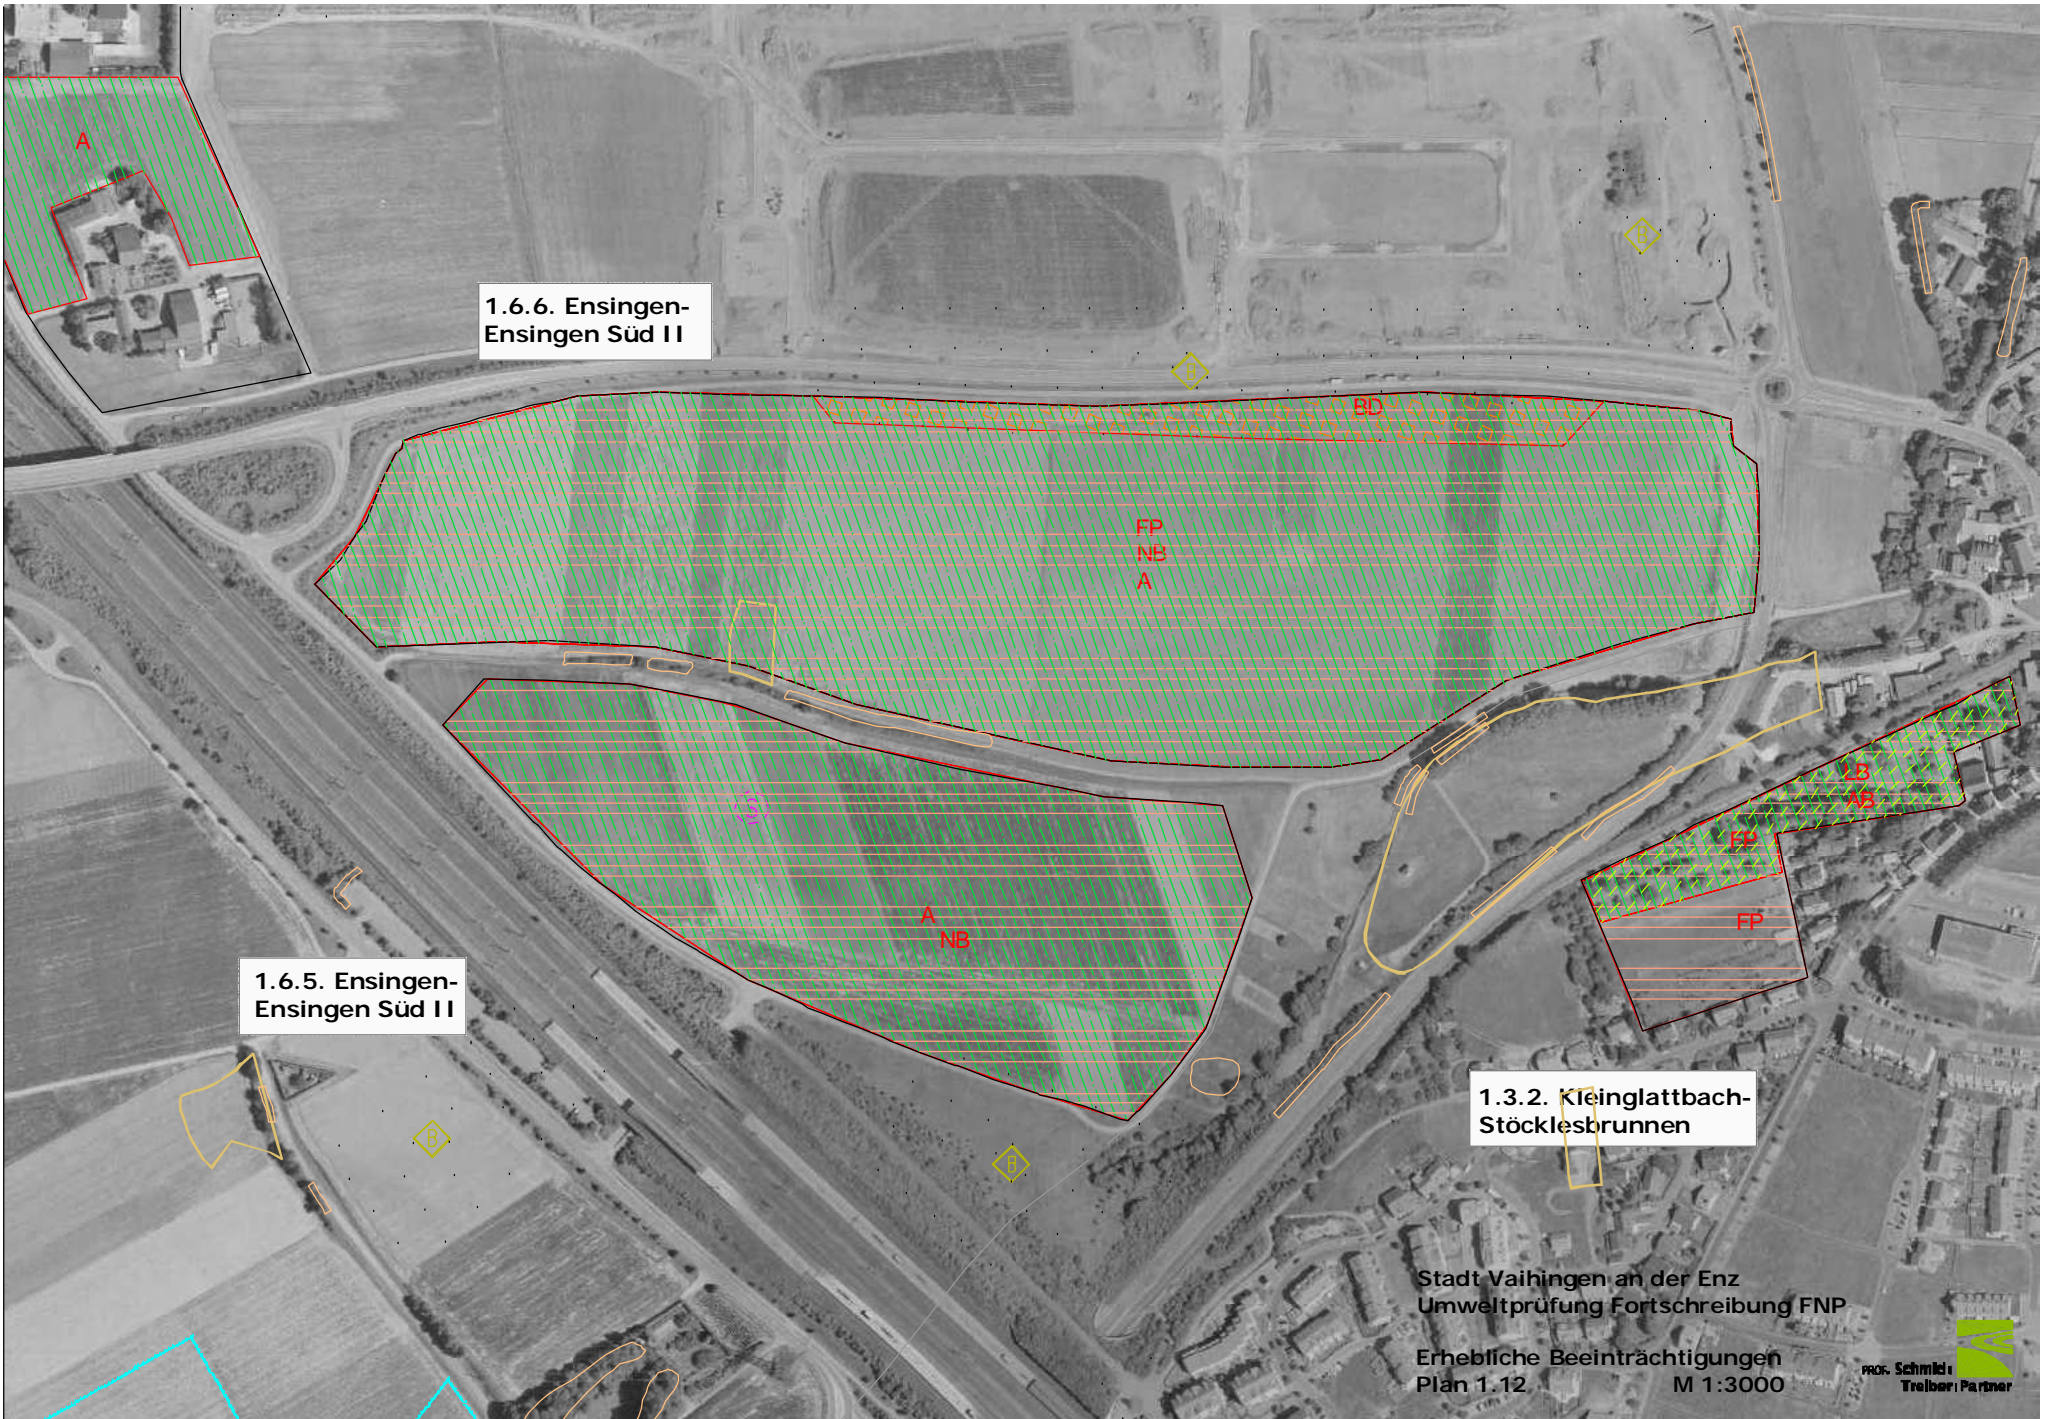 A
B
1.6.6. Ensingen-
Ensingen Süd II
B
BD
FP
NB
A
LB
AB
FP
FP
A
NB
1.6.5. Ensingen-
Ensingen Süd II
1.3.2. Kleinglattbach-
Stöcklesbrunnen
B
B
Stadt Vaihingen an der Enz
Umweltprüfung Fortschreibung FNP
Erhebliche Beeinträchtigungen
Plan 1.12 M 1:3000
PROF. Schmid
Treiber Partner